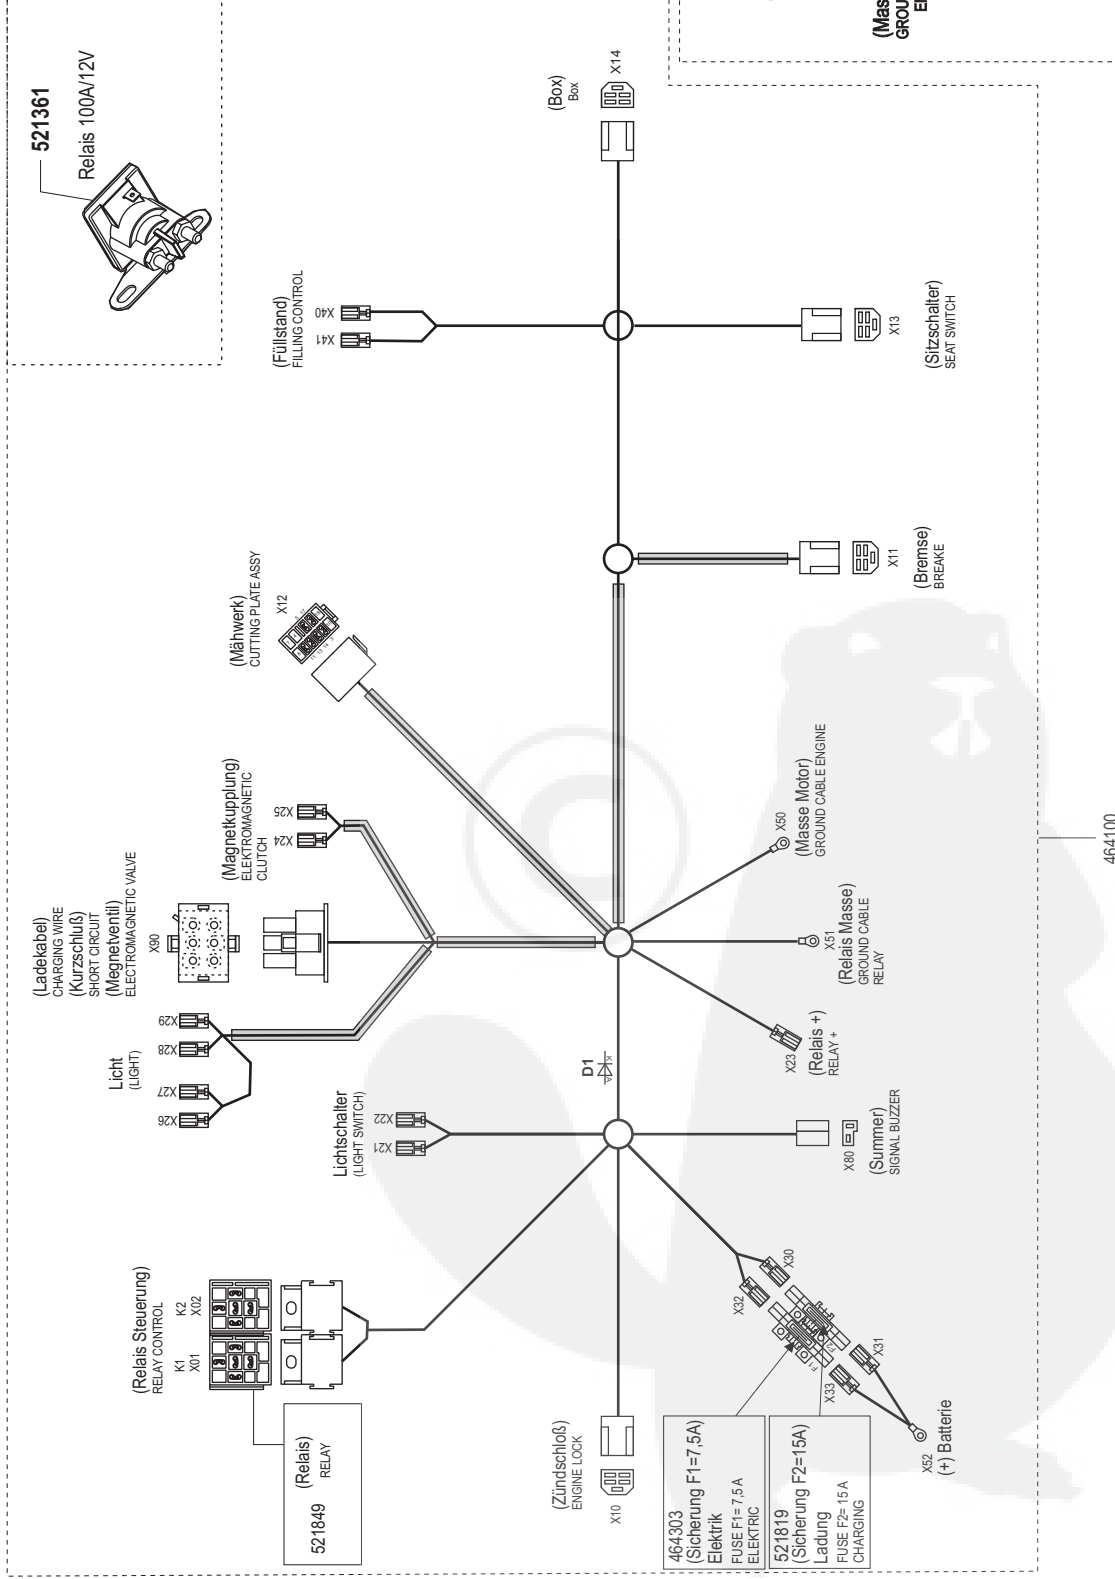 521361
Relais 100A/12V
(Mas
GROU
E
(Box)
Box
X14
(Füllstand)
FILLING CONTROL
X40
X41
(Sitzschalter)
SEAT SWITCH
X13
(Mähwerk)
CUTTING PLATE ASSY
X12
(Bremse)
BREAKE
X11
(Magnetkupplung)
ELEKTROMAGNETIC
CLUTCH
X25
X24
(Ladekabel)
CHARGING WIRE
(Kurzschluß)
SHORT CIRCUIT
(Megnetventil)
ELECTROMAGNETIC VALVE
X90
Licht
(LIGHT)
X29
X28
X27
X26
(Masse Motor)
GROUND CABLE ENGINE
X50
(Relais Masse)
GROUND CABLE
RELAY
X51
(Relais +)
RELAY +
X23
D1
K
A
Lichtschalter
(LIGHT SWITCH)
X22
X21
(Summer)
SIGNAL BUZZER
X80
(Relais Steuerung)
RELAY CONTROL
K1 K2
X01 X02
(Relais)
RELAY
521849
(Zündschloß)
ENGINE LOCK
X10
X30
X32
X31
X33
F1
F2
X52
(+) Batterie
464303
(Sicherung F1=7,5A)
Elektrik
FUSE F1= 7,5 A
ELECTRIC
521819
(Sicherung F2=15A)
Ladung
FUSE F2= 15 A
CHARGING
464100
©